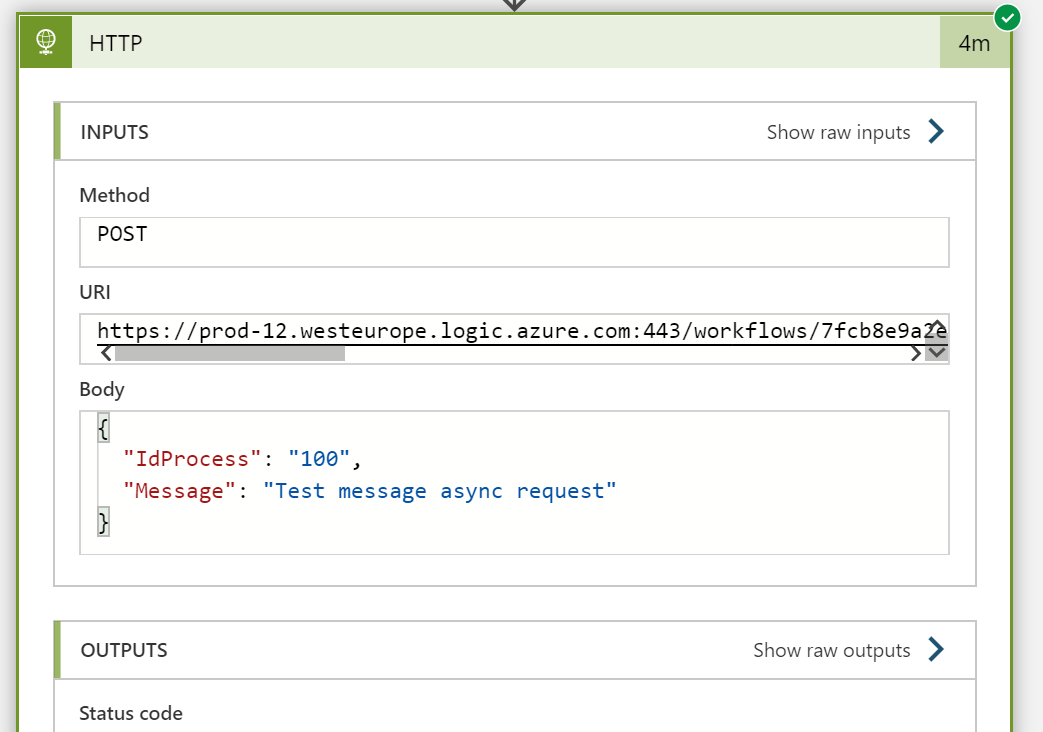 HTTP
4m
INPUTS
Show raw inputs
Method
POST
URI
https://prod-12.westeurope.logic.azure.com:443/workflows/7fcb8e9a2e
Body
{
"IdProcess": "100",
"Message": "Test message async request"
}
OUTPUTS
Show raw outputs
Status code